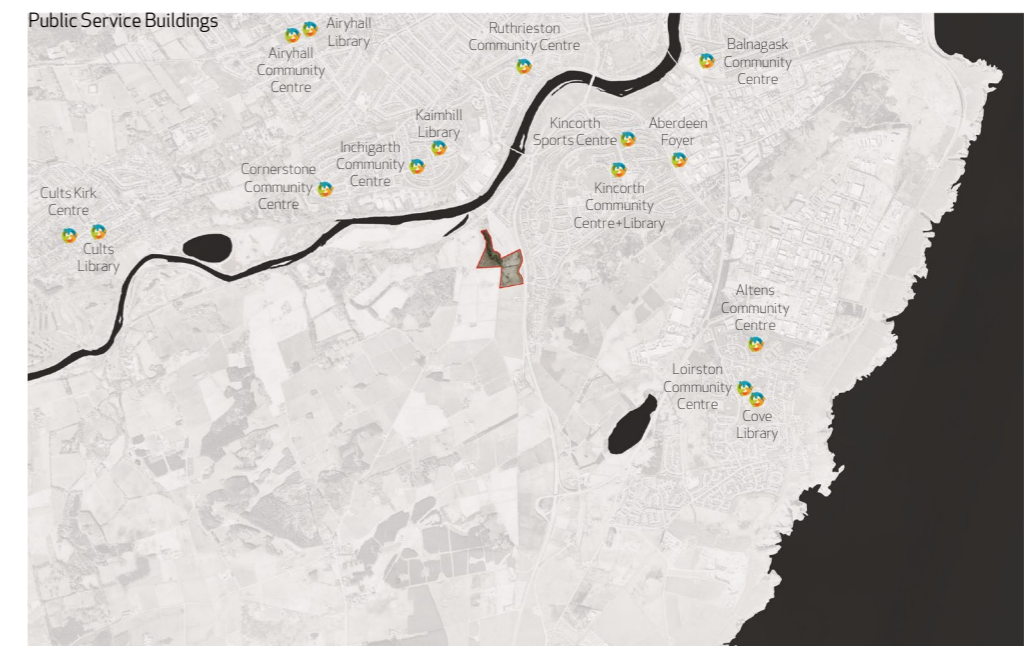 Public Service Buildings
Airyhall
Library
Airyhall
Community
Centre
Ruthrieston
Community Centre
Balnagask
Community
Centre
Kaimhill
Library
Inchigarth
Community
Centre
Cornerstone
Community
Centre
Kincorth
Sports Centre
Aberdeen
Foyer
Kincorth
Community
Centre+Library
Cults Kirk
Centre
Cults
Library
Altens
Community
Centre
Loirston
Community
Centre
Cove
Library